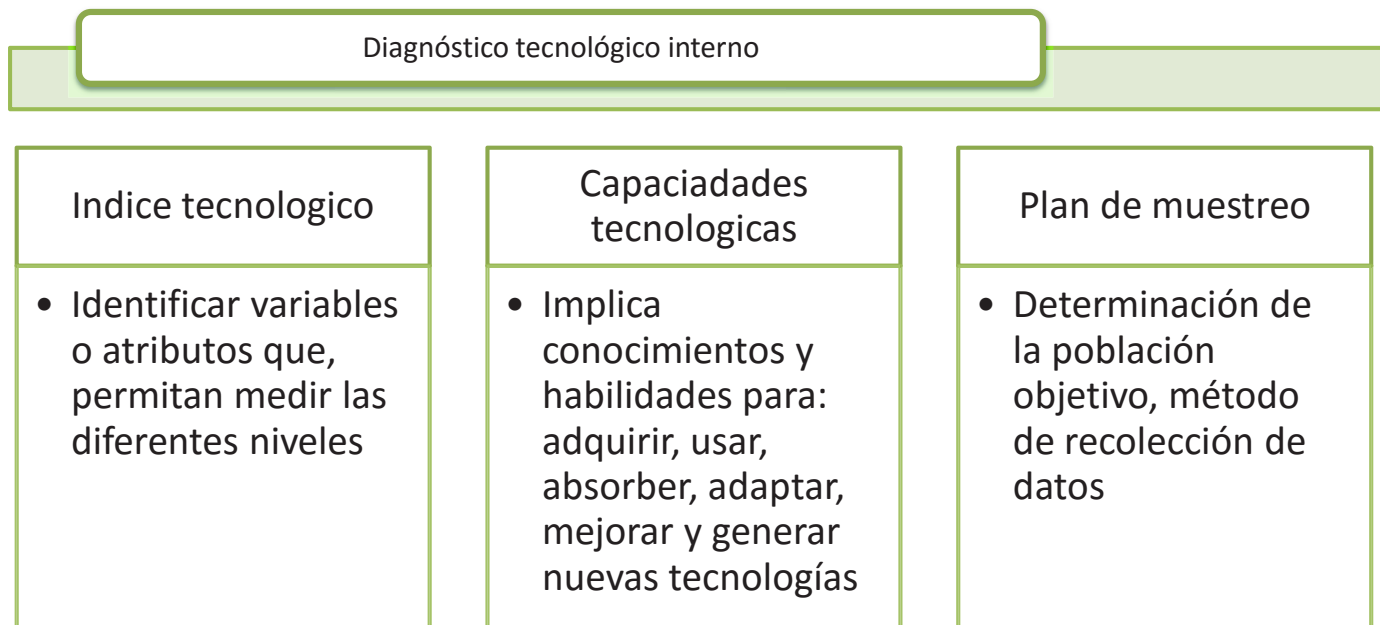 Diagnóstico tecnológico interno
Indice tecnologico
• Identificar variables
o atributos que,
permitan medir las
diferentes niveles
Capaciadades
tecnologicas
• Implica
conocimientos y
habilidades para:
adquirir, usar,
absorber, adaptar,
mejorar y generar
nuevas tecnologías
Plan de muestreo
• Determinación de
la población
objetivo, método
de recolección de
datos